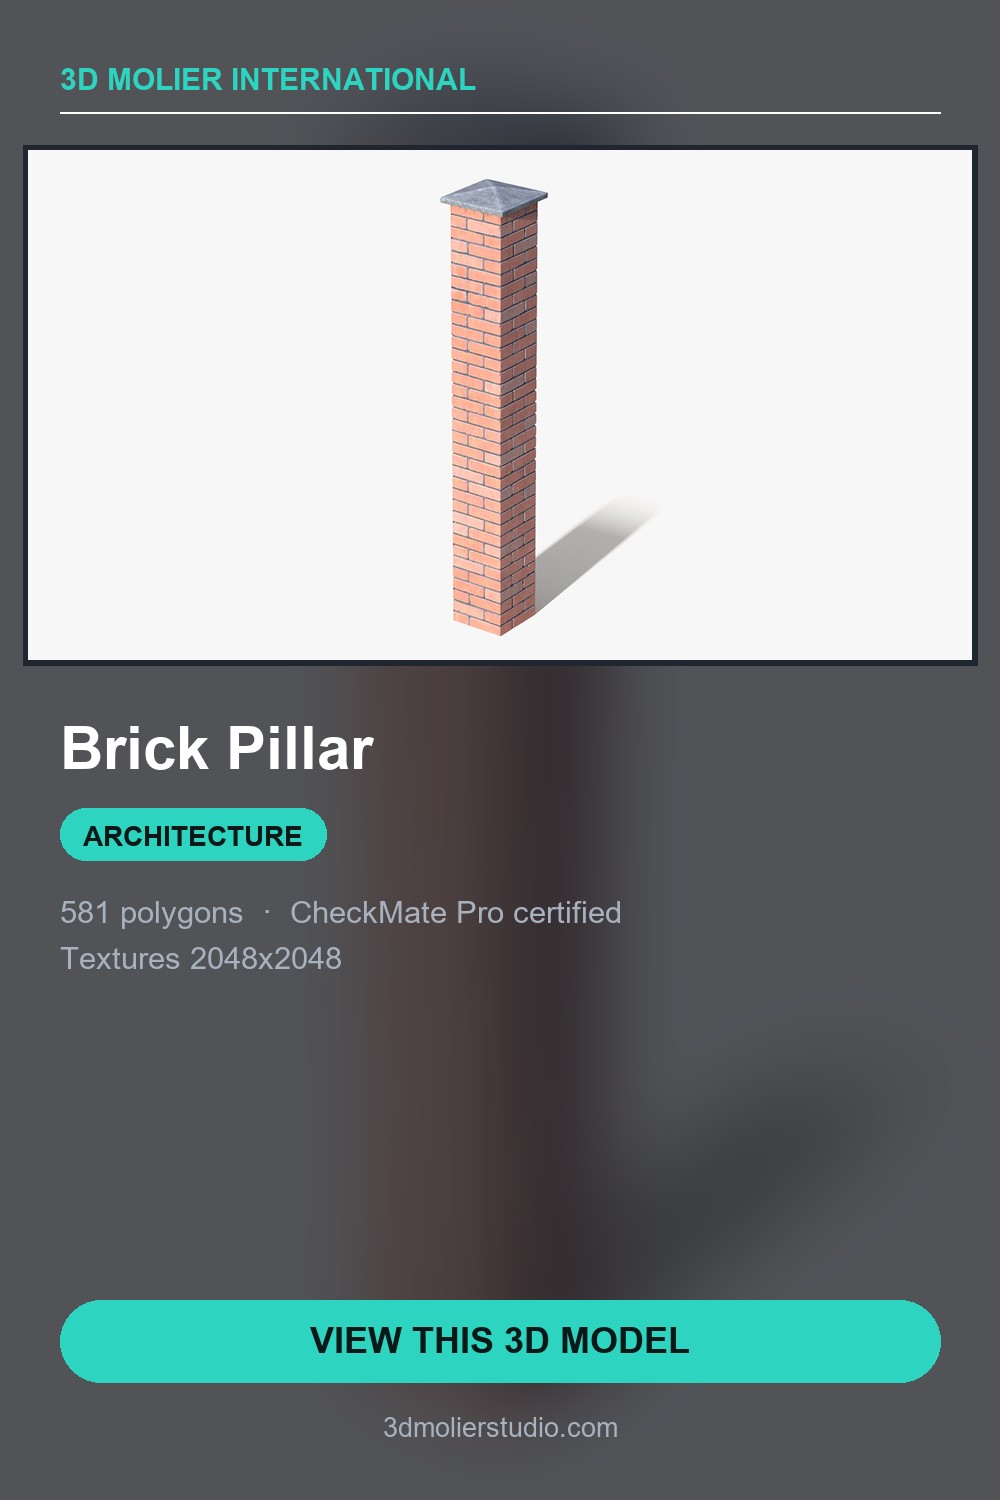 3D MOLIER INTERNATIONAL
Brick Pillar
ARCHITECTURE
581 polygons · CheckMate Pro certified
Textures 2048x2048
VIEW THIS 3D MODEL
3dmolierstudio.com